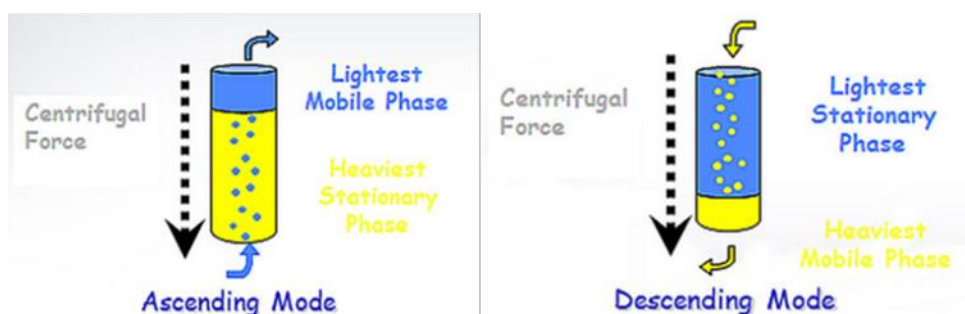 Centrifugal
Force
Lightest
Mobile Phase
Heaviest
Stationary
Phase
Ascending Mode
Centrifugal
Force
Lightest
Stationary
Phase
Heaviest
Mobile Phase
Descending Mode